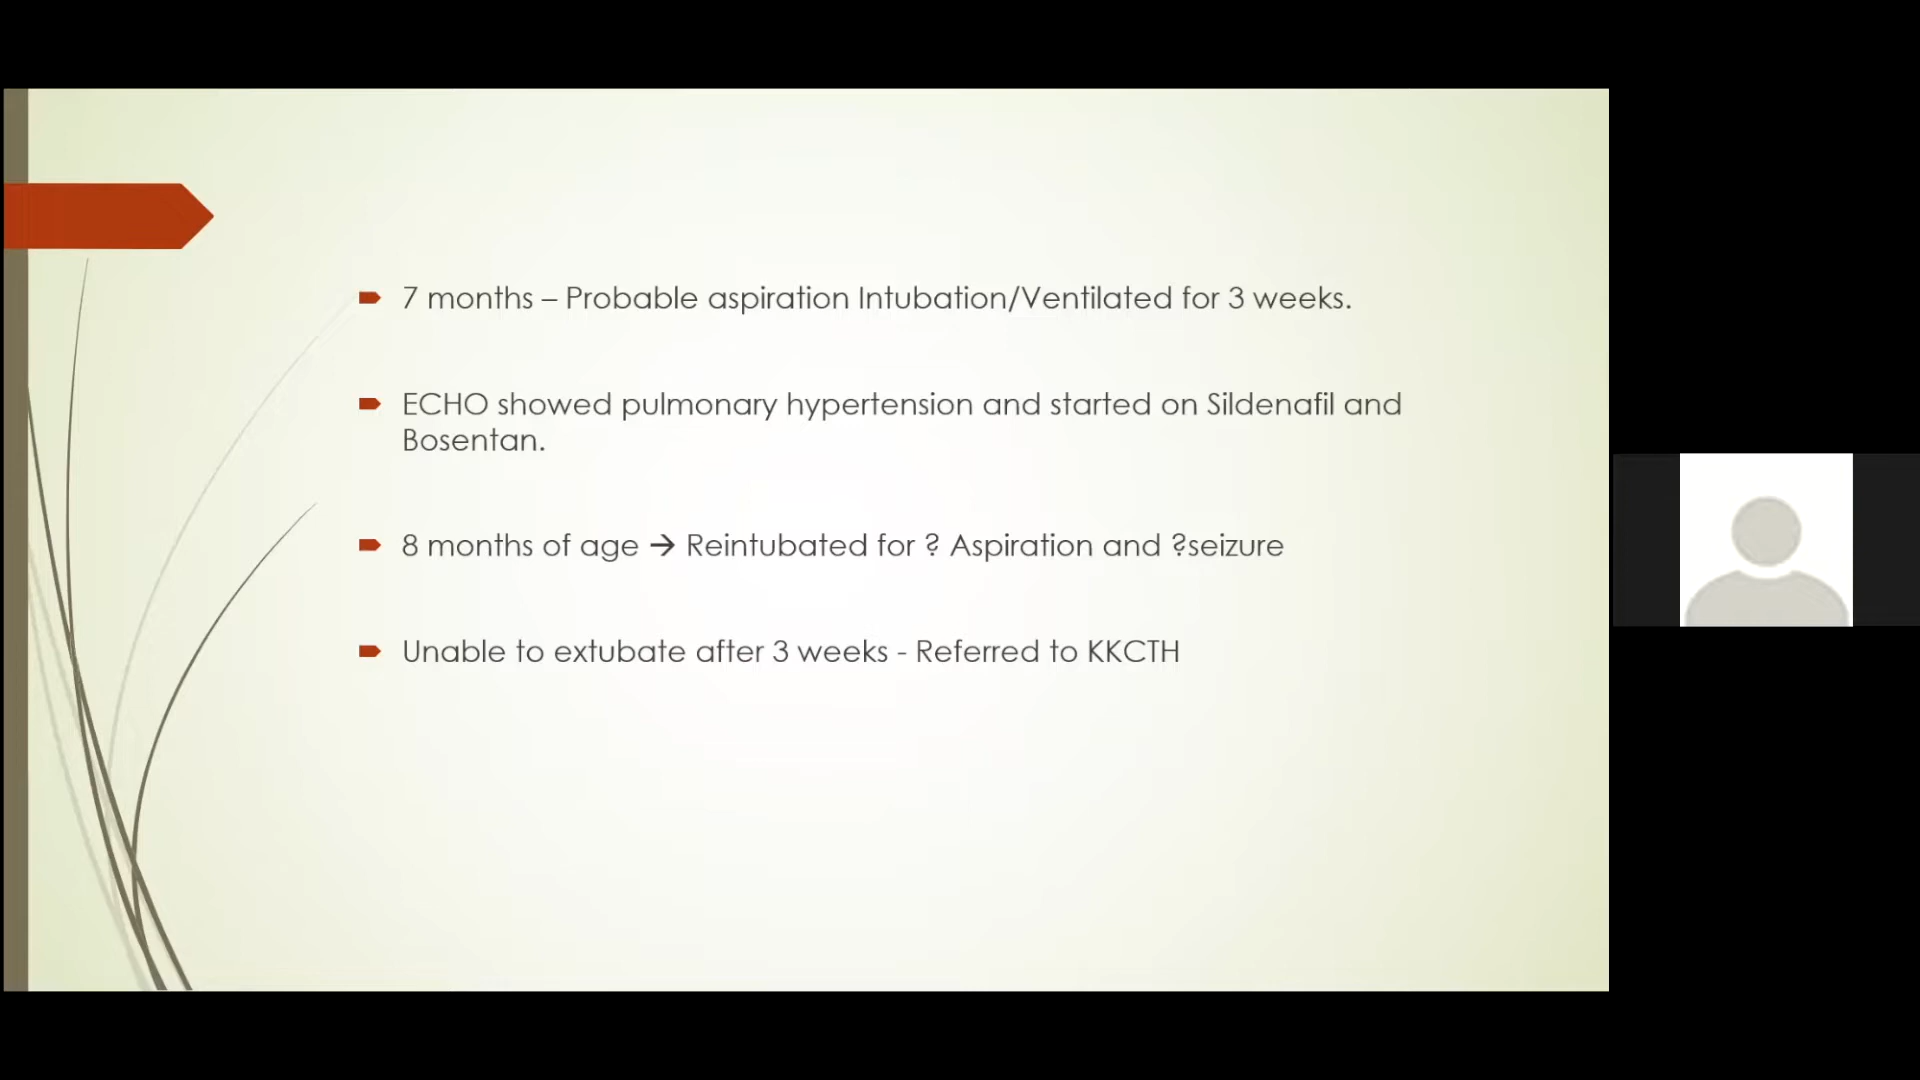 7 months – Probable aspiration Intubation/Ventilated for 3 weeks.
ECHO showed pulmonary hypertension and started on Sildenafil and
Bosentan.
8 months of age → Reintubated for ? Aspiration and ?seizure
Unable to extubate after 3 weeks - Referred to KKCTH